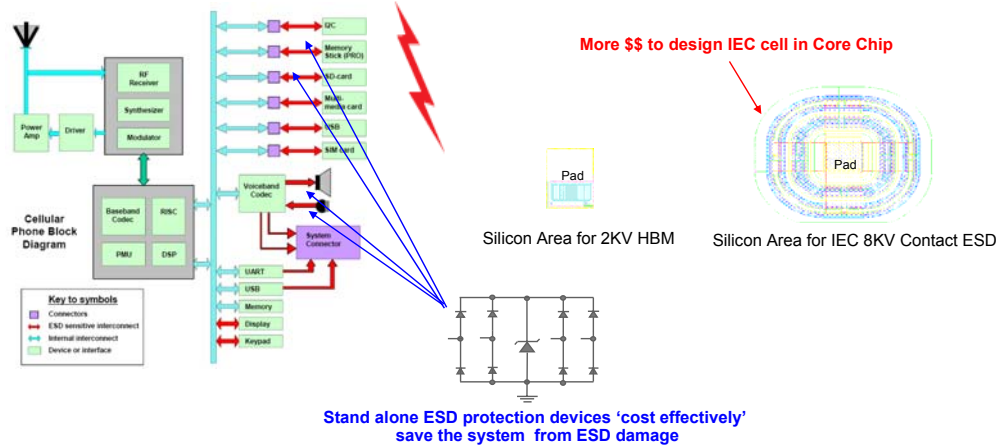 I2C
Memory
Stick (PRO)
SD-card
Multi-
media card
USB
SIM card
RF
Receiver
Synthesizer
Modulator
Power
Amp
Driver
Voiceband
Codec
Cellular
Phone Block
Diagram
Baseband
Codec
RISC
PMU
DSP
System
Connector
UART
USB
Memory
Display
Keypad
Key to symbols
Connectors
ESD sensitive interconnect
Internal interconnect
Device or interface
More $$ to design IEC cell in Core Chip
Pad
Silicon Area for 2KV HBM
Pad
Silicon Area for IEC 8KV Contact ESD
Stand alone ESD protection devices ‘cost effectively’
save the system from ESD damage